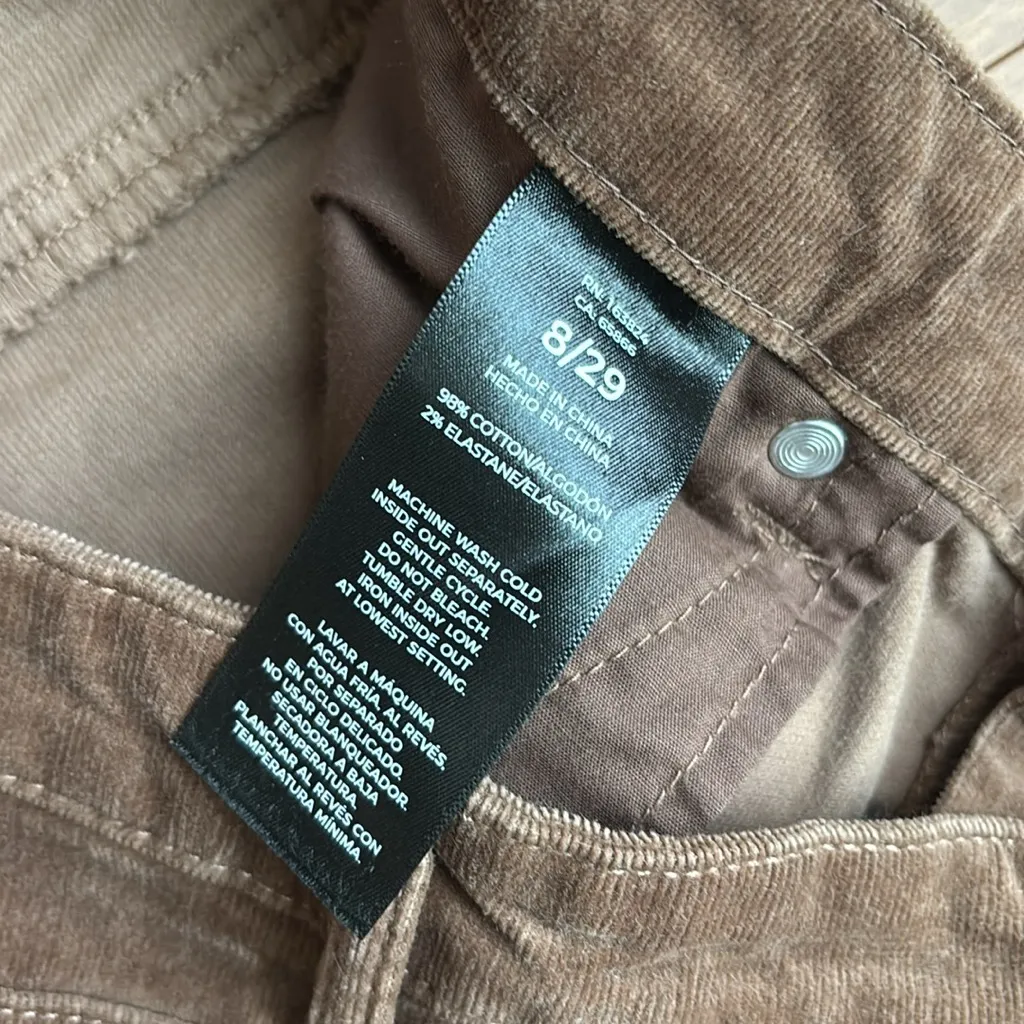 8/29
MADE IN CHINA
HECHO EN CHINA
98% COTTON/ALGODÓN
2% ELASTANE/ELASTANO
MACHINE WASH COLD
INSIDE OUT SEPARATELY.
GENTLE CYCLE.
DO NOT BLEACH.
TUMBLE DRY LOW.
IRON INSIDE OUT
AT LOWEST SETTING.
LAVAR A MÁQUINA
CON AGUA FRÍA, AL REVÉS,
POR SEPARADO
EN CICLO DELICADO.
NO USAR BLANQUEADOR.
SECADORA A BAJA
TEMPERATURA.
PLANCHAR AL REVÉS CON
TEMPERATURA MÍNIMA.